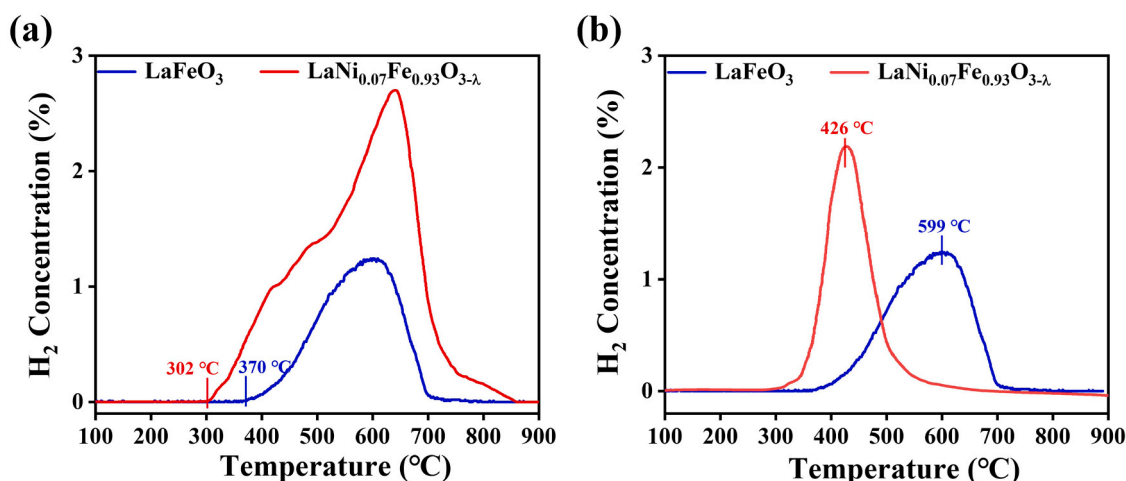 (a)
LaFeO3 LaNi0.07Fe0.93O3-λ
H2 Concentration (%)
3
2
1
0
302 °C
370 °C
100 200 300 400 500 600 700 800 900
Temperature (°C)
(b)
LaFeO3 LaNi0.07Fe0.93O3-λ
H2 Concentration (%)
3
2
1
0
426 °C
599 °C
100 200 300 400 500 600 700 800 900
Temperature (°C)